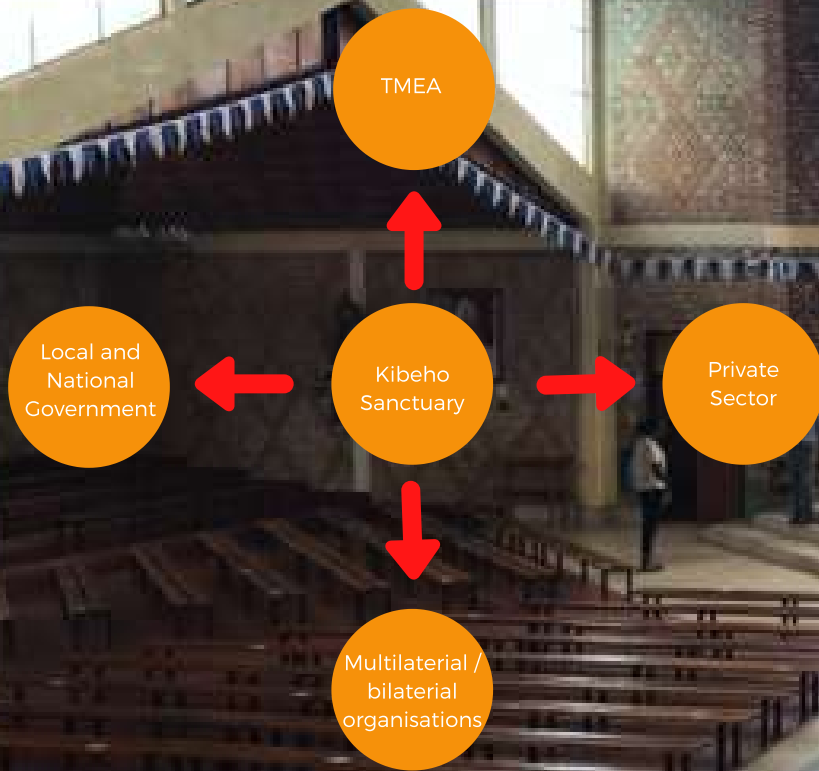 TMEA
Local and
National
Government
Kibeho
Sanctuary
Private
Sector
Multilaterial /
bilaterial
organisations